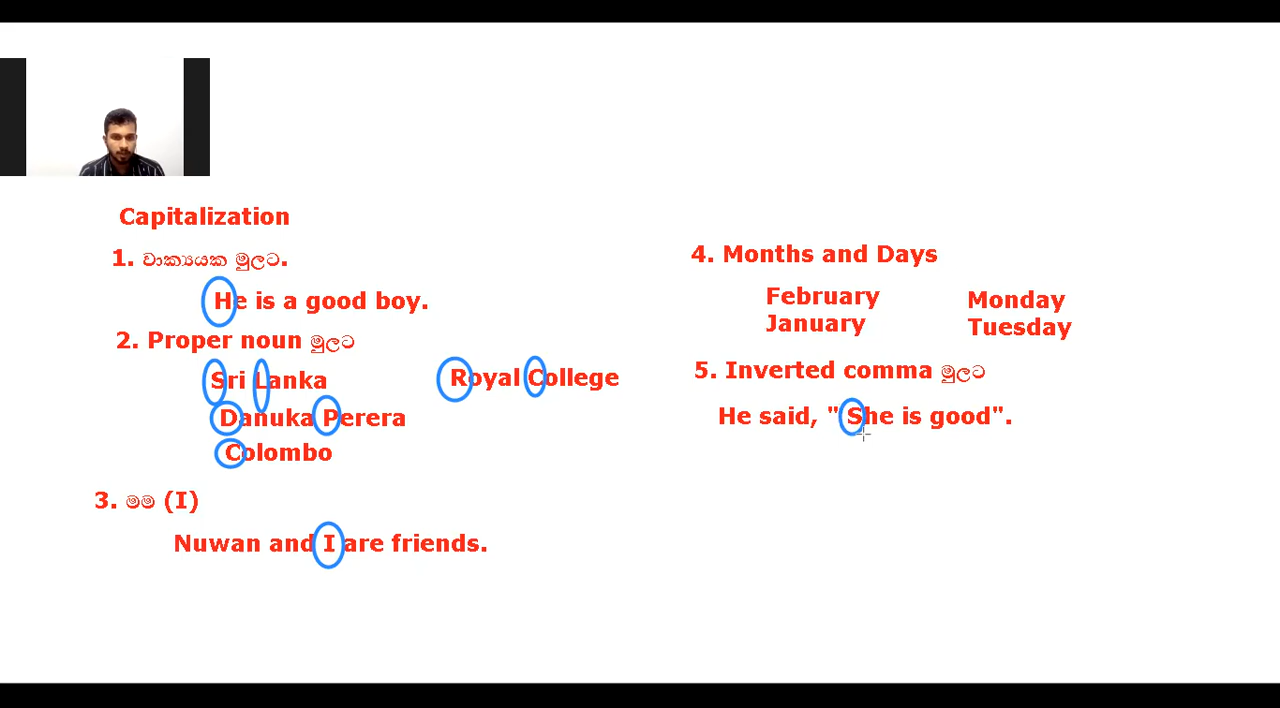 Capitalization
1. වාක්‍යයක මුලට.
He is a good boy.
2. Proper noun මුලට
Sri Lanka
Royal College
Danuka Perera
Colombo
3. මම (I)
Nuwan and I are friends.
4. Months and Days
February
Monday
January
Tuesday
5. Inverted comma මුලට
He said, " She is good".